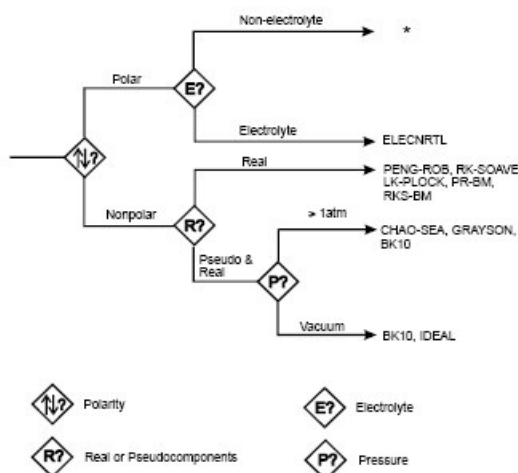 Non-electrolyte
*
Polar
E?
Electrolyte
ELECNRTL
?
Real
PENG-ROB, RK-SOAVE
LK-PLOCK, PR-BM,
RKS-BM
Nonpolar
R?
> 1atm
CHAO-SEA, GRAYSON,
BK10
Pseudo &
Real
P?
Vacuum
BK10, IDEAL
? Polarity
E? Electrolyte
R? Real or Pseudocomponents
P? Pressure